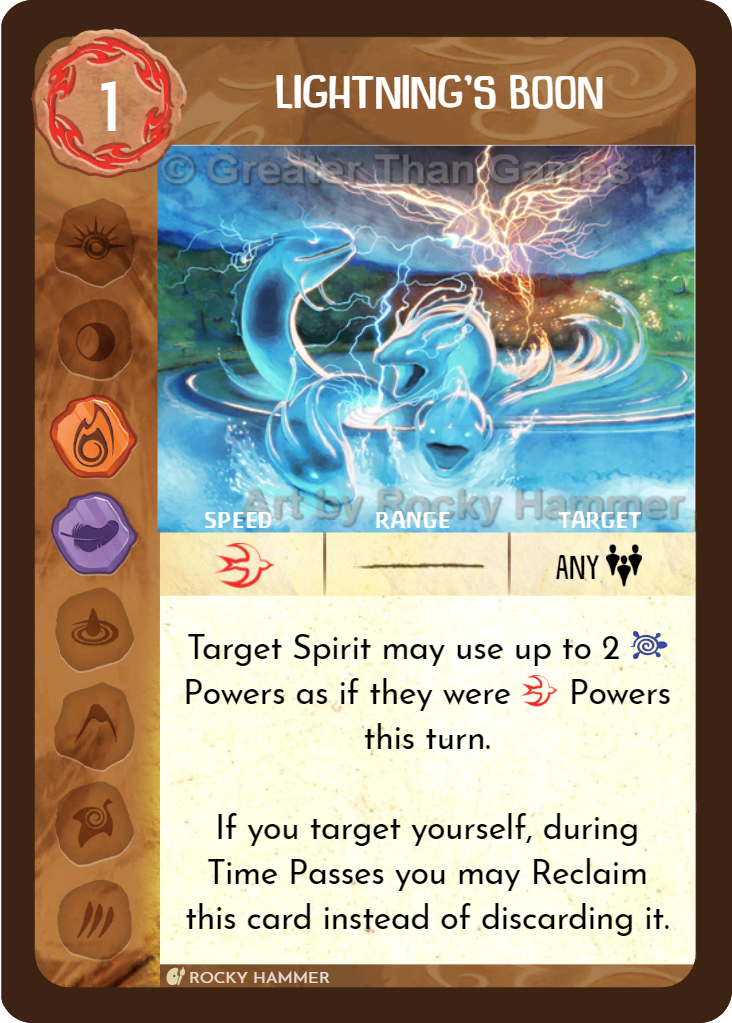 1
LIGHTNING'S BOON
© Greater Than Games
Art by Rocky Hammer
SPEED RANGE TARGET
ANY
Target Spirit may use up to 2
Powers as if they were Powers
this turn.
If you target yourself, during
Time Passes you may Reclaim
this card instead of discarding it.
ROCKY HAMMER